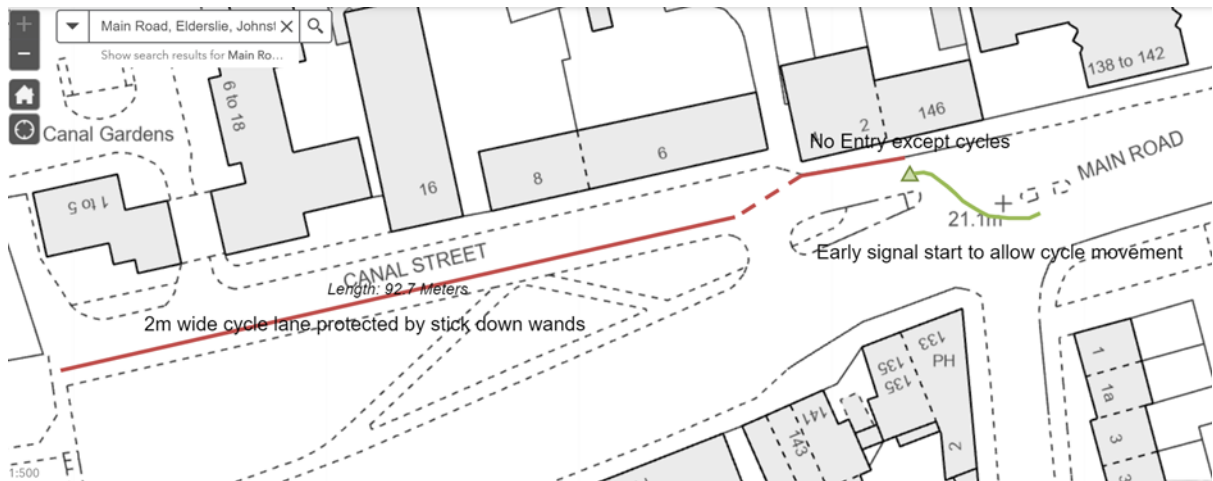 +
Main Road, Elderslie, Johnst
Show search results for Main Ro…
−
Canal Gardens
6 to 18
1 to 5
16
8
6
2
146
138 to 142
No Entry except cycles
MAIN ROAD
21.1m
Early signal start to allow cycle movement
CANAL STREET
Length: 92.7 Meters
2m wide cycle lane protected by stick down wands
133
PH
135
135
141
143
2
1
1a
3
3
1:500